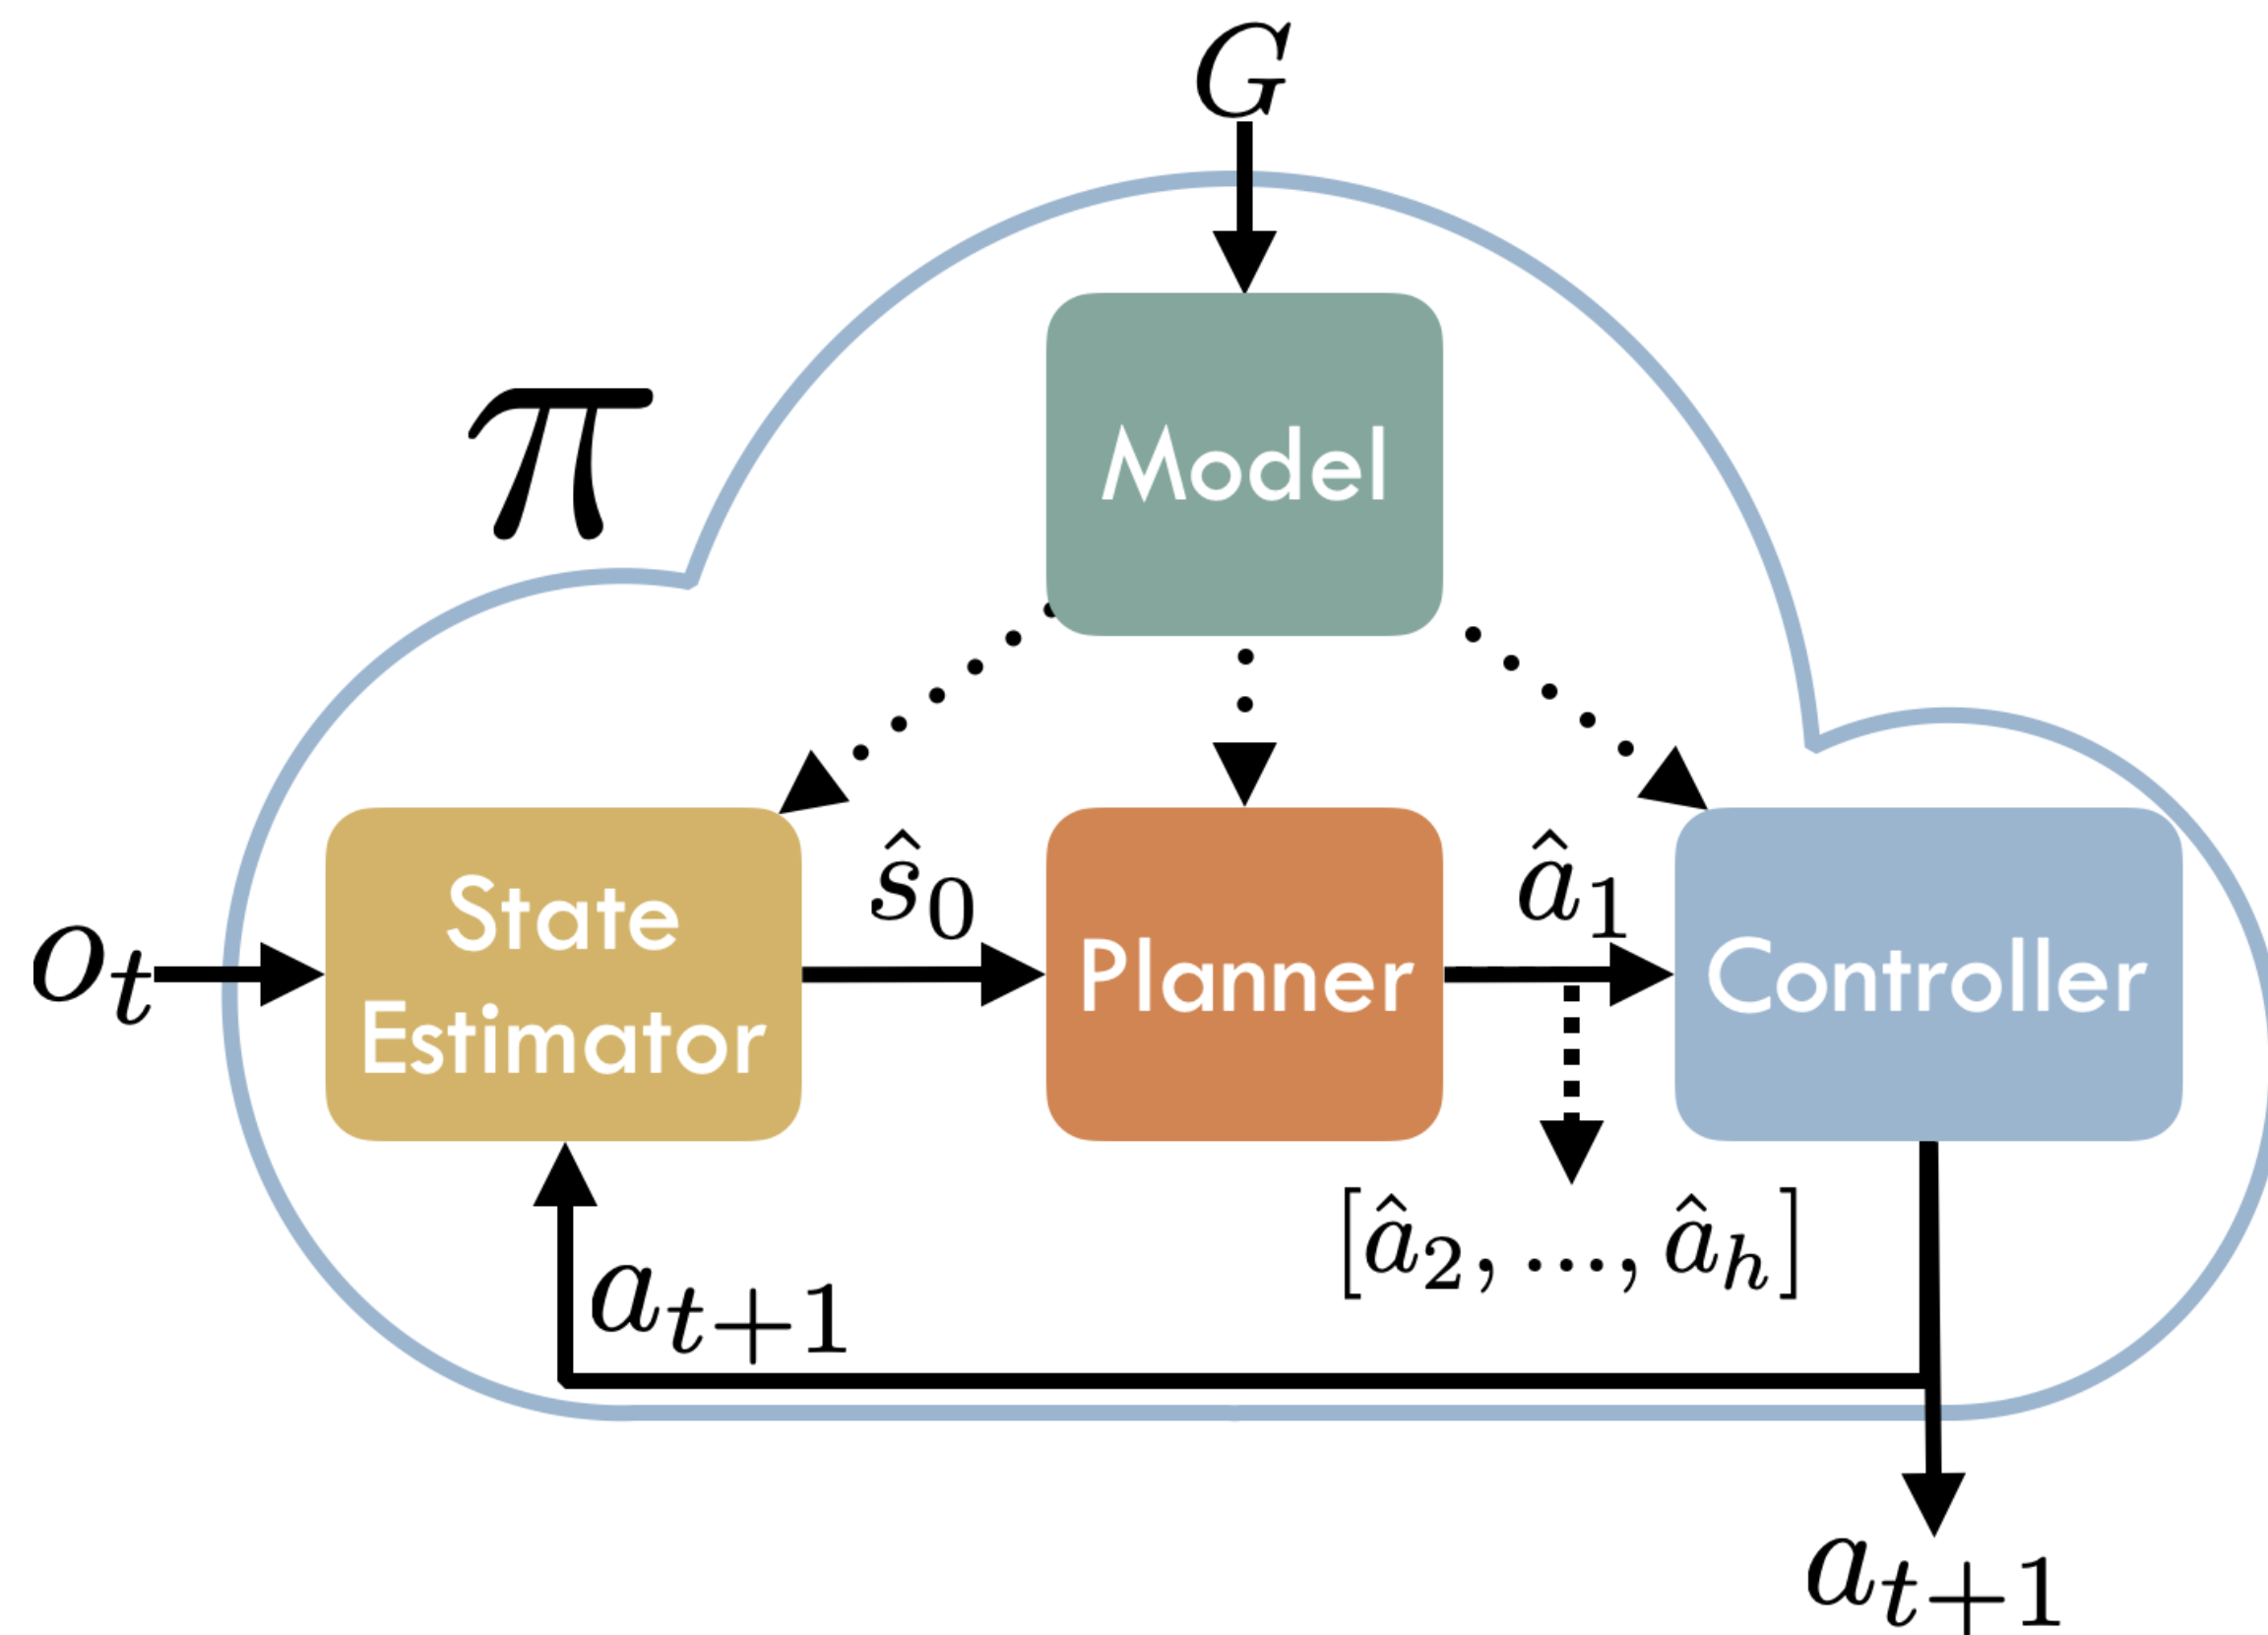 G
π
Model
ŝ₀
â₁
State
Estimator
Planner
Controller
oₜ
[â₂, ..., âₕ]
aₜ₊₁
aₜ₊₁